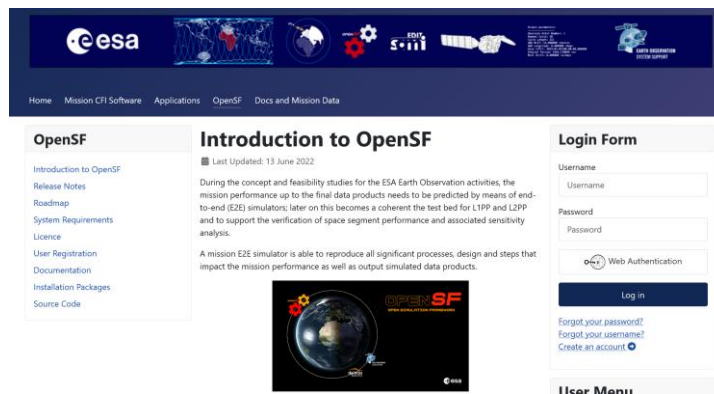 esa
OPENSF
EDIT
EARTH OBSERVATION
SYSTEM SUPPORT
Home Mission CFI Software Applications OpenSF Docs and Mission Data
OpenSF
Introduction to OpenSF
Release Notes
Roadmap
System Requirements
Licence
User Registration
Documentation
Installation Packages
Source Code
Introduction to OpenSF
Last Updated: 13 June 2022
During the concept and feasibility studies for the ESA Earth Observation activities, the
mission performance up to the final data products needs to be predicted by means of end-
to-end (E2E) simulators; later on this becomes a coherent the test bed for L1PP and L2PP
and to support the verification of space segment performance and associated sensitivity
analysis.
A mission E2E simulator is able to reproduce all significant processes, design and steps that
impact the mission performance as well as output simulated data products.
OPENSF
OPEN SIMULATION FRAMEWORK
esa
Login Form
Username
Username
Password
Password
Web Authentication
Log in
Forgot your password?
Forgot your username?
Create an account
User Menu